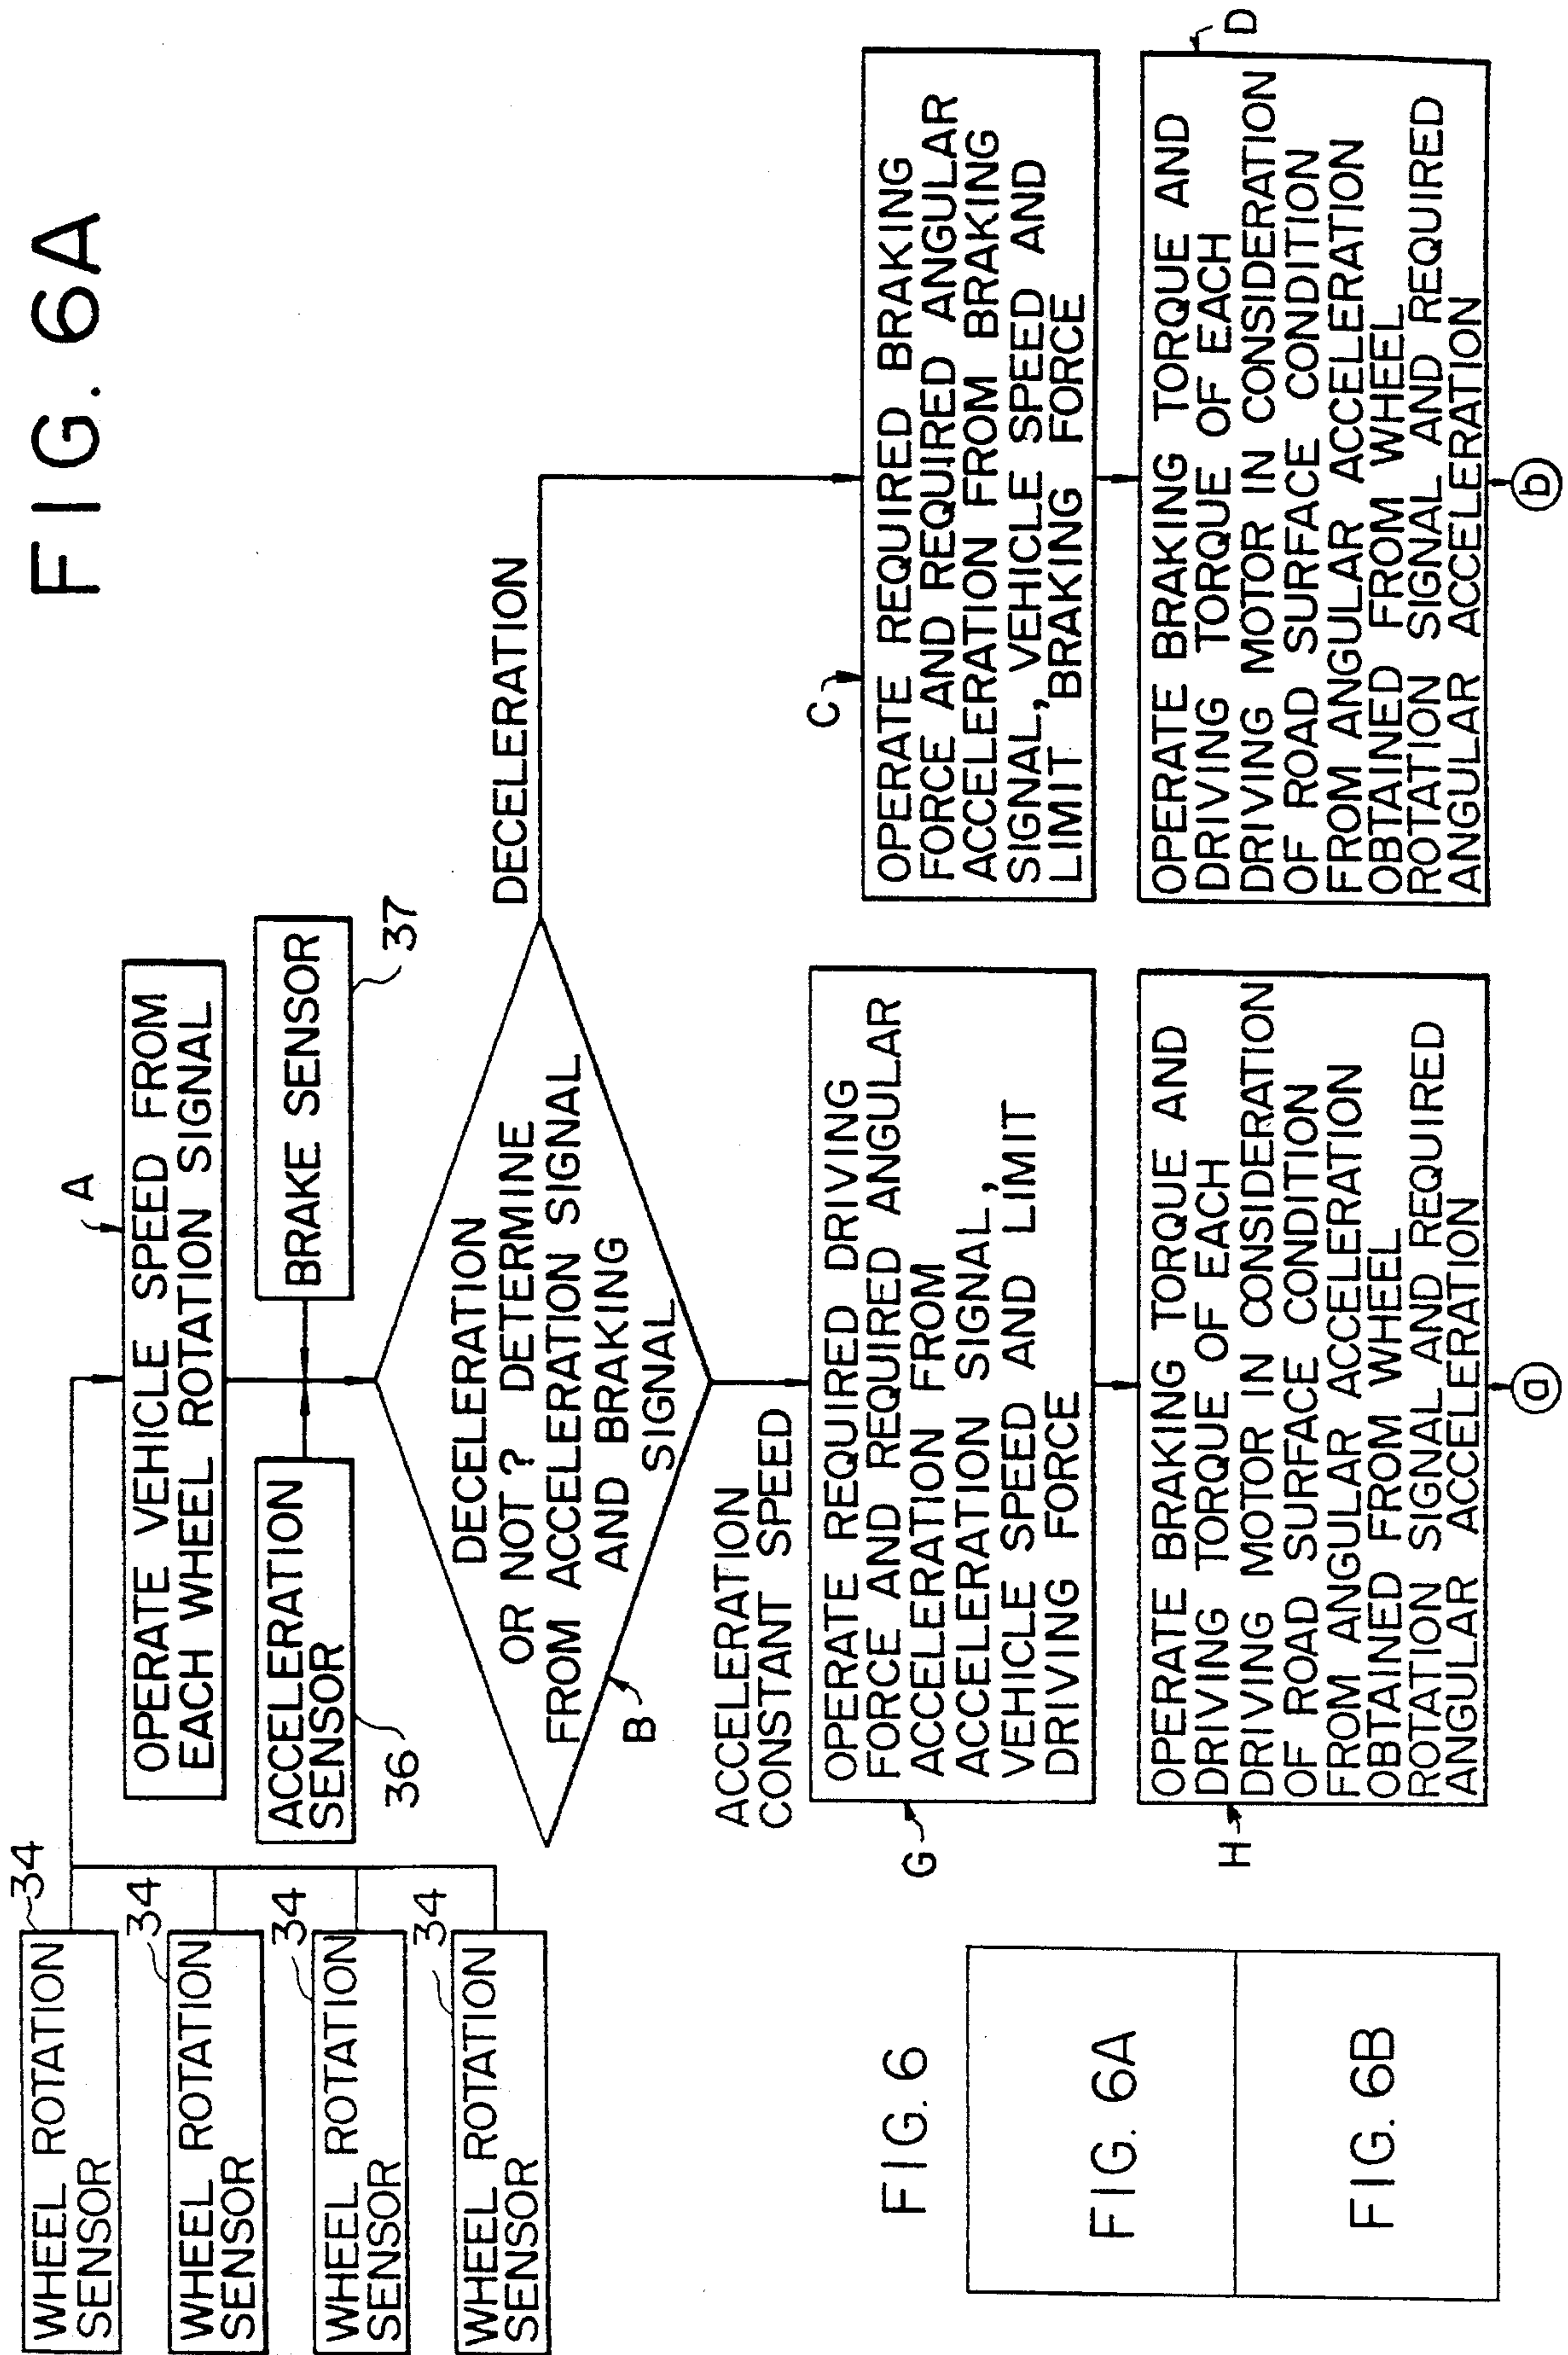 FIG. 6A
WHEEL ROTATION
SENSOR
34
WHEEL ROTATION
SENSOR
34
WHEEL ROTATION
SENSOR
34
WHEEL ROTATION
SENSOR
34
A
OPERATE VEHICLE SPEED FROM
EACH WHEEL ROTATION SIGNAL
ACCELERATION
SENSOR
36
BRAKE SENSOR
37
DECELERATION
OR NOT ? DETERMINE
FROM ACCELERATION SIGNAL
AND BRAKING
SIGNAL
B
DECELERATION
ACCELERATION
CONSTANT SPEED
G
OPERATE REQUIRED DRIVING
FORCE AND REQUIRED ANGULAR
ACCELERATION FROM
ACCELERATION SIGNAL,
VEHICLE SPEED AND LIMIT
DRIVING FORCE
C
OPERATE REQUIRED BRAKING
FORCE AND REQUIRED ANGULAR
ACCELERATION FROM BRAKING
SIGNAL, VEHICLE SPEED AND
LIMIT BRAKING FORCE
H
OPERATE BRAKING TORQUE AND
DRIVING TORQUE OF EACH
DRIVING MOTOR IN CONSIDERATION
OF ROAD SURFACE CONDITION
FROM ANGULAR ACCELERATION
OBTAINED FROM WHEEL
ROTATION SIGNAL AND REQUIRED
ANGULAR ACCELERATION
a
D
OPERATE BRAKING TORQUE AND
DRIVING TORQUE OF EACH
DRIVING MOTOR IN CONSIDERATION
OF ROAD SURFACE CONDITION
FROM ANGULAR ACCELERATION
OBTAINED FROM WHEEL
ROTATION SIGNAL AND REQUIRED
ANGULAR ACCELERATION
b
FIG. 6
FIG. 6A
FIG. 6B